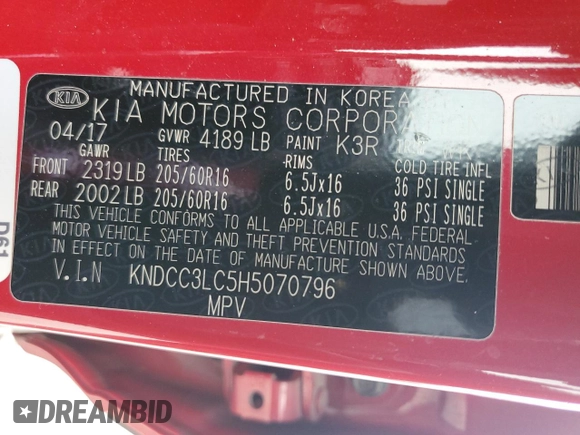 MANUFACTURED IN KOREA
KIA KIA MOTORS CORPOR
04/17 GVWR 4189 LB PAINT K3R
GAWR TIRES RIMS COLD TIRE INFL
FRONT 2319 LB 205/60R16 6.5Jx16 36 PSI SINGLE
REAR 2002 LB 205/60R16 6.5Jx16 36 PSI SINGLE
THIS VEHICLE CONFORMS TO ALL APPLICABLE U.S.A. FEDERAL
MOTOR VEHICLE SAFETY AND THEFT PREVENTION STANDARDS
IN EFFECT ON THE DATE OF MANUFACTURE SHOWN ABOVE.
V.I.N KNDCC3LC5H5070796
MPV
D61
DREAMBID